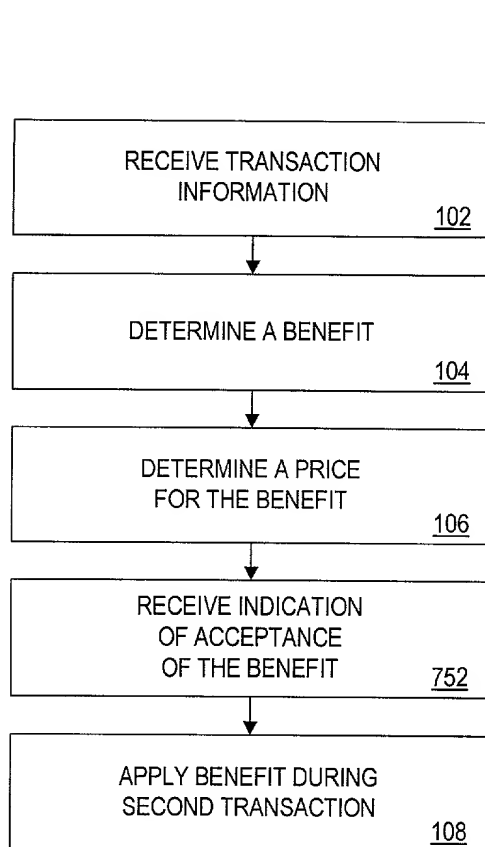 RECEIVE TRANSACTION
INFORMATION
102
DETERMINE A BENEFIT
104
DETERMINE A PRICE
FOR THE BENEFIT
106
RECEIVE INDICATION
OF ACCEPTANCE
OF THE BENEFIT
752
APPLY BENEFIT DURING
SECOND TRANSACTION
108